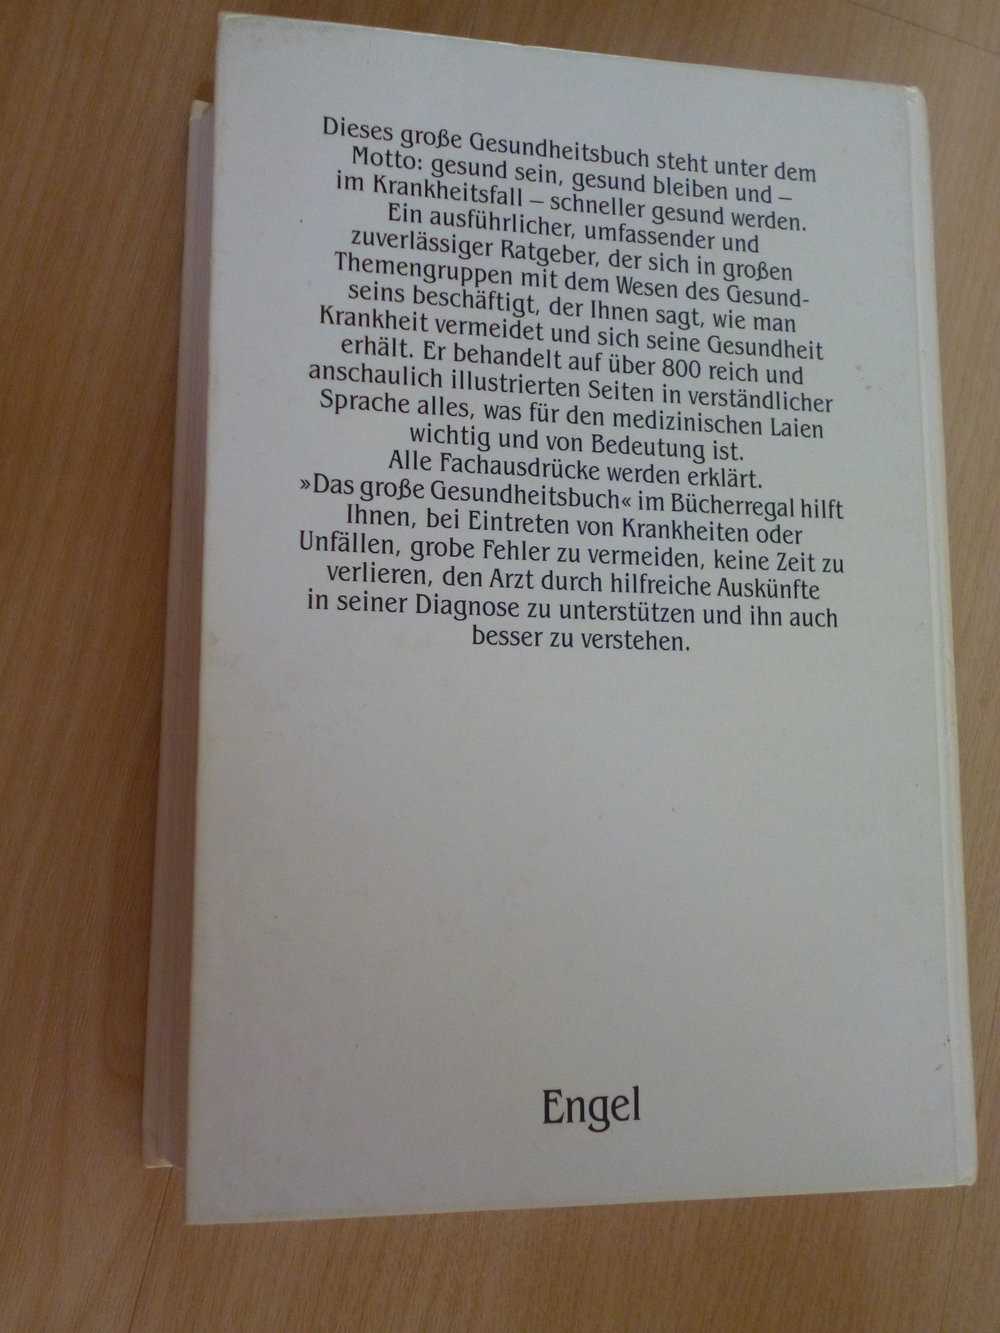 Dieses große Gesundheitsbuch steht unter dem
Motto: gesund sein, gesund bleiben und –
im Krankheitsfall – schneller gesund werden.
Ein ausführlicher, umfassender und
zuverlässiger Ratgeber, der sich in großen
Themengruppen mit dem Wesen des Gesund-
seins beschäftigt, der Ihnen sagt, wie man
Krankheit vermeidet und sich seine Gesundheit
erhält. Er behandelt auf über 800 reich und
anschaulich illustrierten Seiten in verständlicher
Sprache alles, was für den medizinischen Laien
wichtig und von Bedeutung ist.
Alle Fachausdrücke werden erklärt.
»Das große Gesundheitsbuch« im Bücherregal hilft
Ihnen, bei Eintreten von Krankheiten oder
Unfällen, grobe Fehler zu vermeiden, keine Zeit zu
verlieren, den Arzt durch hilfreiche Auskünfte
in seiner Diagnose zu unterstützen und ihn auch
besser zu verstehen.
Engel